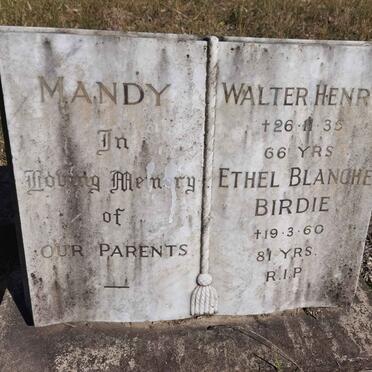 MANDY
In
Loving Memory
of
OUR PARENTS
WALTER HENR
†26·11·35
66 YRS
ETHEL BLANCHE
BIRDIE
†19·3·60
81 YRS.
R.I.P